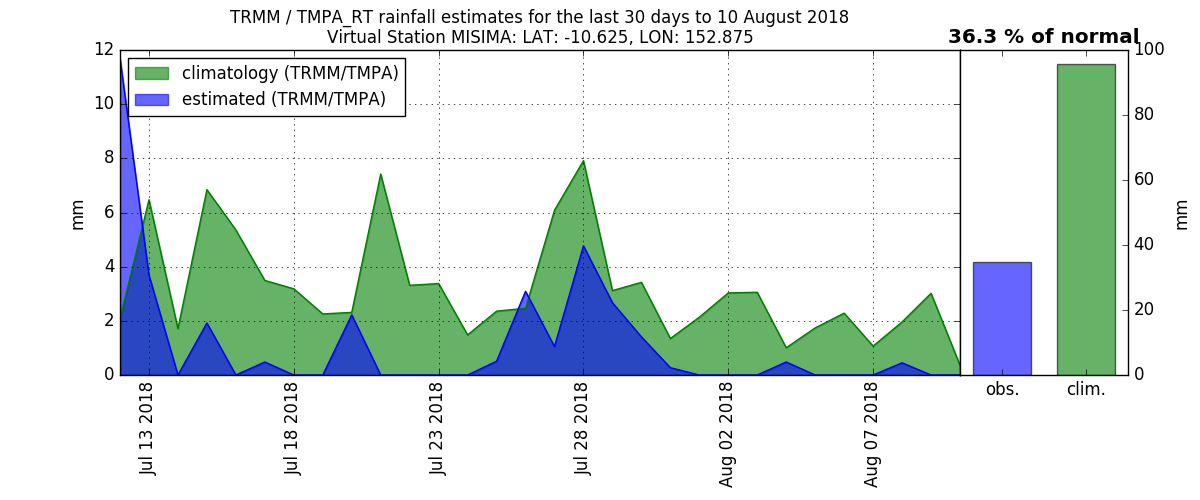 TRMM / TMPA_RT rainfall estimates for the last 30 days to 10 August 2018
Virtual Station MISIMA: LAT: -10.625, LON: 152.875
36.3 % of normal
climatology (TRMM/TMPA)
estimated (TRMM/TMPA)
mm
12
10
8
6
4
2
0
Jul 13 2018
Jul 18 2018
Jul 23 2018
Jul 28 2018
Aug 02 2018
Aug 07 2018
obs.
clim.
100
80
60
40
20
0
mm